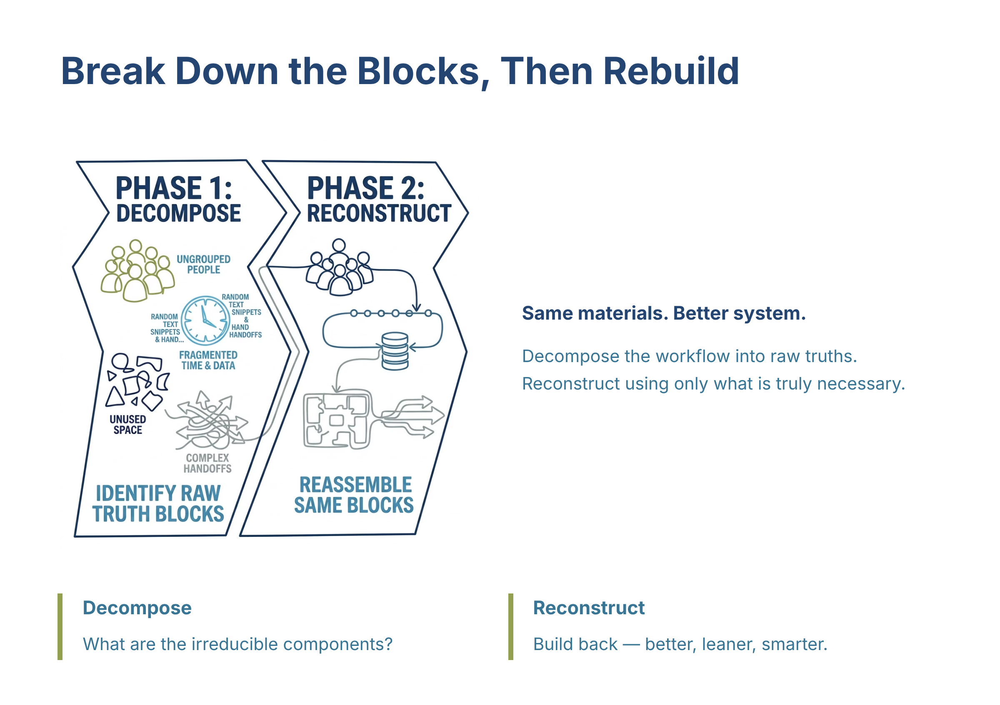 Break Down the Blocks, Then Rebuild
PHASE 1:
DECOMPOSE
UNGROUPED
PEOPLE
RANDOM
TEXT
SNIPPETS
&
HAND
HANDOFFS
RANDOM
TEXT
SNIPPETS
& HAND...
FRAGMENTED
TIME & DATA
UNUSED
SPACE
COMPLEX
HANDOFFS
IDENTIFY RAW
TRUTH BLOCKS
PHASE 2:
RECONSTRUCT
REASSEMBLE
SAME BLOCKS
Same materials. Better system.
Decompose the workflow into raw truths.
Reconstruct using only what is truly necessary.
Decompose
What are the irreducible components?
Reconstruct
Build back — better, leaner, smarter.